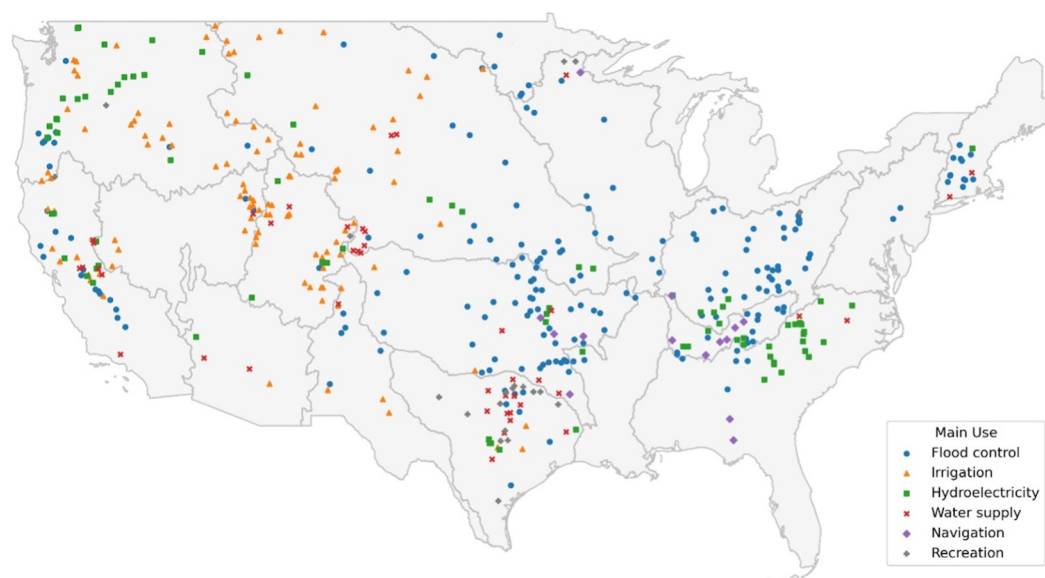 Main Use
Flood control
Irrigation
Hydroelectricity
Water supply
Navigation
Recreation